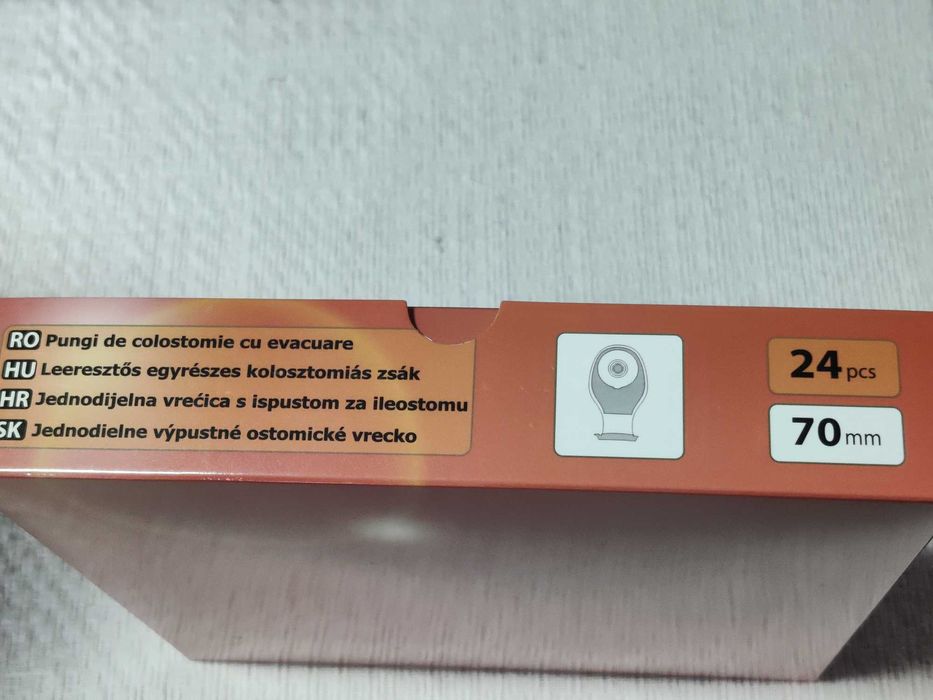 RO Pungi de colostomie cu evacuare
HU Leeresztős egyrészes kolosztomiás zsák
HR Jednodijelna vrećica s ispustom za ileostomu
SK Jednodielne výpustné ostomické vrecko
24 pcs
70 mm